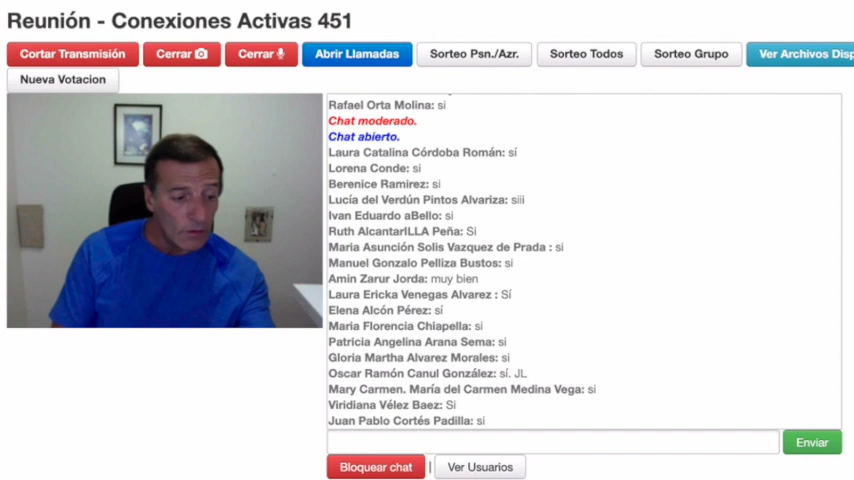 Reunión - Conexiones Activas 451
Cortar Transmisión Cerrar Cerrar Abrir Llamadas Sorteo Psn./Azr. Sorteo Todos Sorteo Grupo Ver Archivos Disp
Nueva Votacion
Rafael Orta Molina: si
Chat moderado.
Chat abierto.
Laura Catalina Córdoba Román: sí
Lorena Conde: si
Berenice Ramirez: si
Lucía del Verdún Pintos Alvariza: siii
Ivan Eduardo aBello: si
Ruth AlcantarILLA Peña: Si
Maria Asunción Solis Vazquez de Prada : si
Manuel Gonzalo Pelliza Bustos: si
Amin Zarur Jorda: muy bien
Laura Ericka Venegas Alvarez : Sí
Elena Alcón Pérez: sí
María Florencia Chiapella: si
Patricia Angelina Arana Sema: si
Gloria Martha Alvarez Morales: si
Oscar Ramón Canul González: sí. JL
Mary Carmen. María del Carmen Medina Vega: si
Viridiana Vélez Baez: Si
Juan Pablo Cortés Padilla: si
Enviar
Bloquear chat | Ver Usuarios